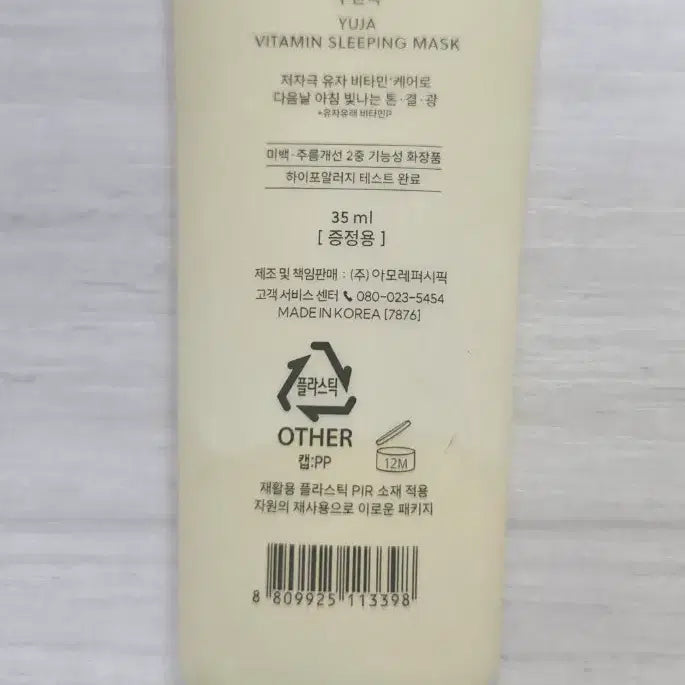 YUJA
VITAMIN SLEEPING MASK
저자극 유자 비타민*케어로
다음날 아침 빛나는 톤·결·광
*유자유래 비타민P
미백·주름개선 2중 기능성 화장품
하이포알러지 테스트 완료
35 ml
[ 증정용 ]
제조 및 책임판매 : (주) 아모레퍼시픽
고객 서비스 센터 080-023-5454
MADE IN KOREA [7876]
플라스틱
OTHER
캡:PP
12M
재활용 플라스틱 PIR 소재 적용
자원의 재사용으로 이로운 패키지
8 809925 113398